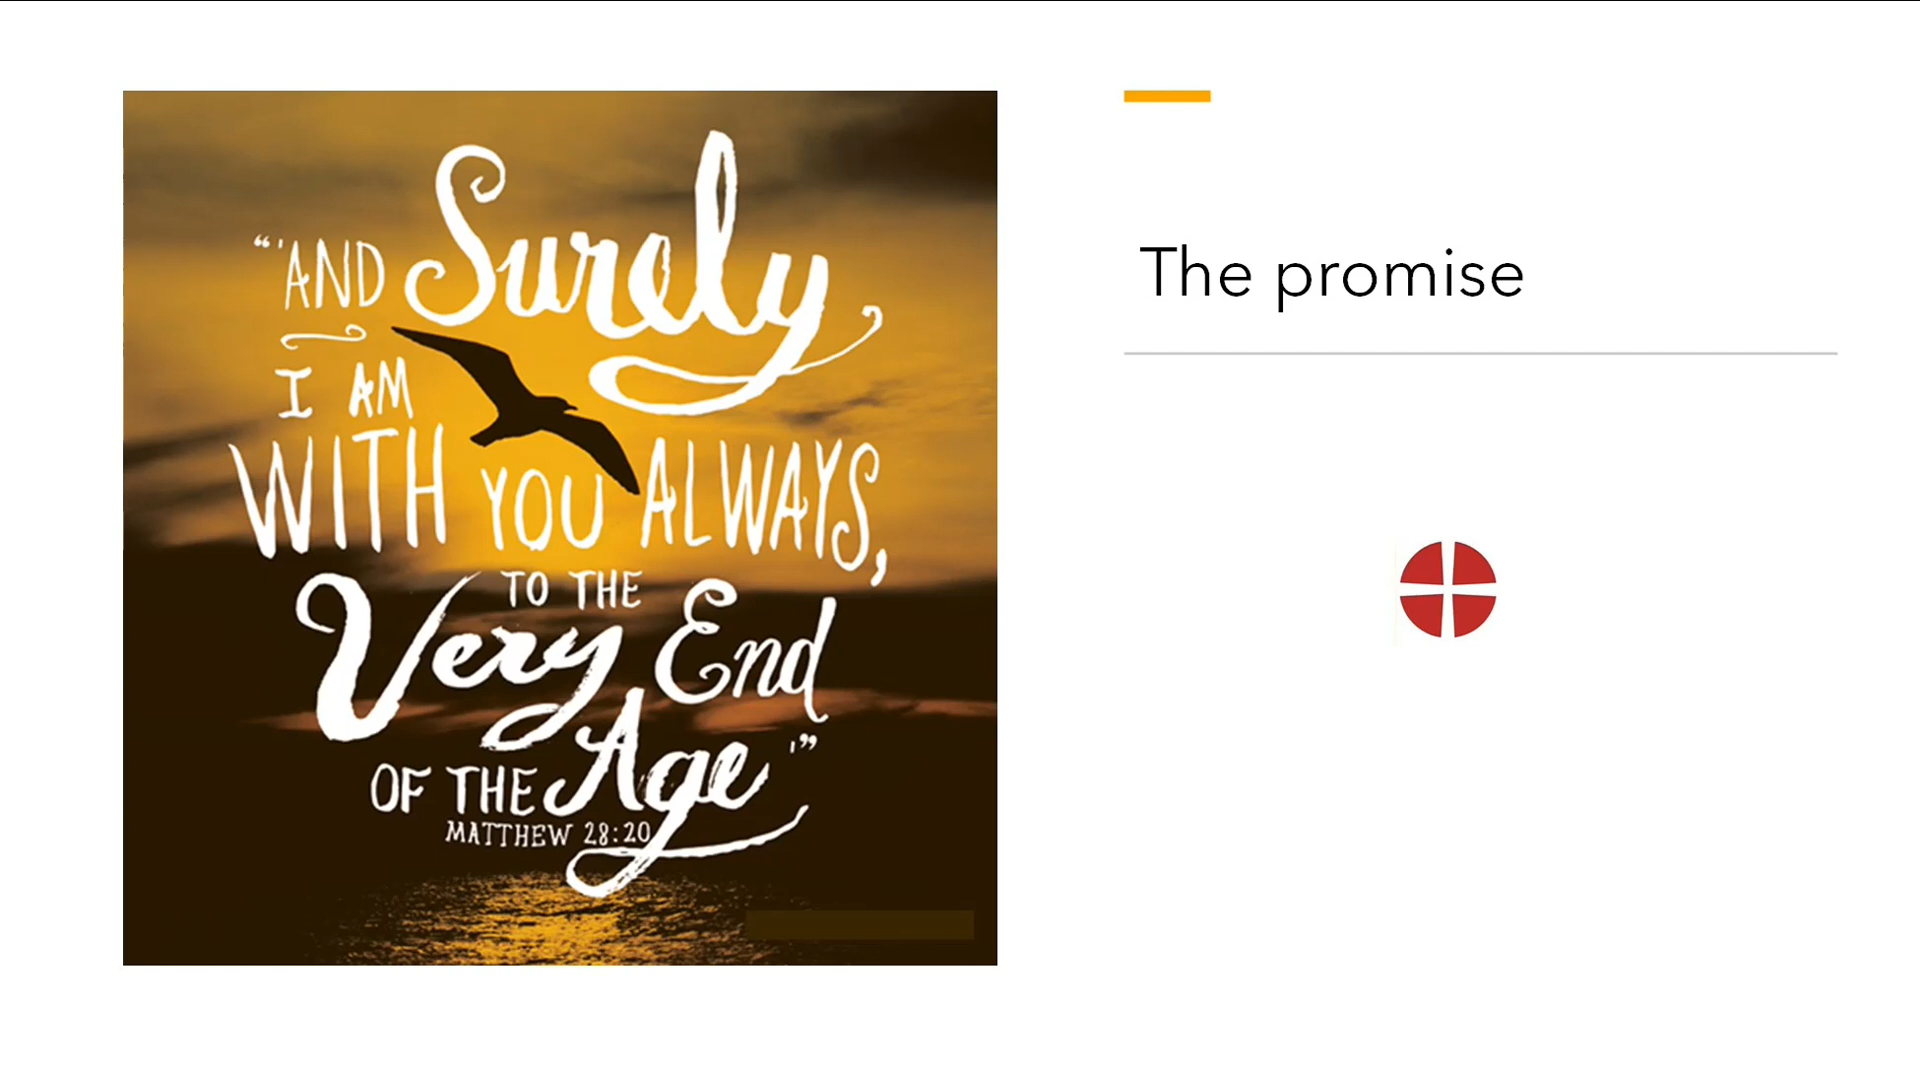 “‘AND Surely
I AM
WITH YOU ALWAYS,
TO THE
Very End
OF THE Age’”
MATTHEW 28:20
The promise